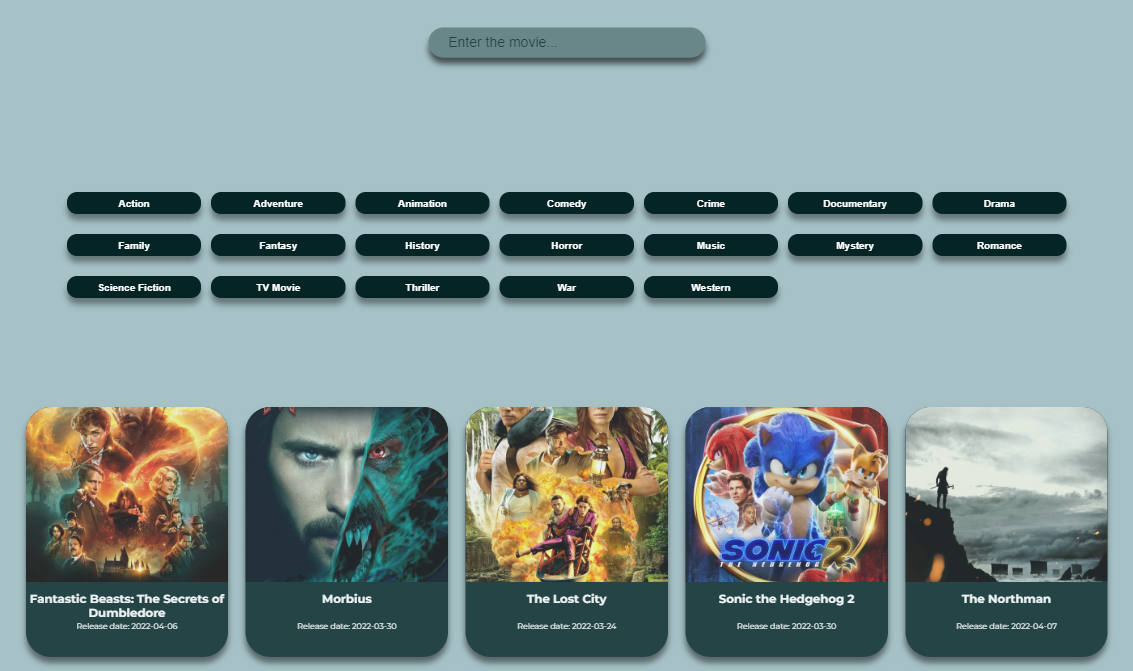 Enter the movie...
Action
Adventure
Animation
Comedy
Crime
Documentary
Drama
Family
Fantasy
History
Horror
Music
Mystery
Romance
Science Fiction
TV Movie
Thriller
War
Western
SONIC 2
THE HEDGEHOG
Fantastic Beasts: The Secrets of
Dumbledore
Release date: 2022-04-06
Morbius
Release date: 2022-03-30
The Lost City
Release date: 2022-03-24
Sonic the Hedgehog 2
Release date: 2022-03-30
The Northman
Release date: 2022-04-07